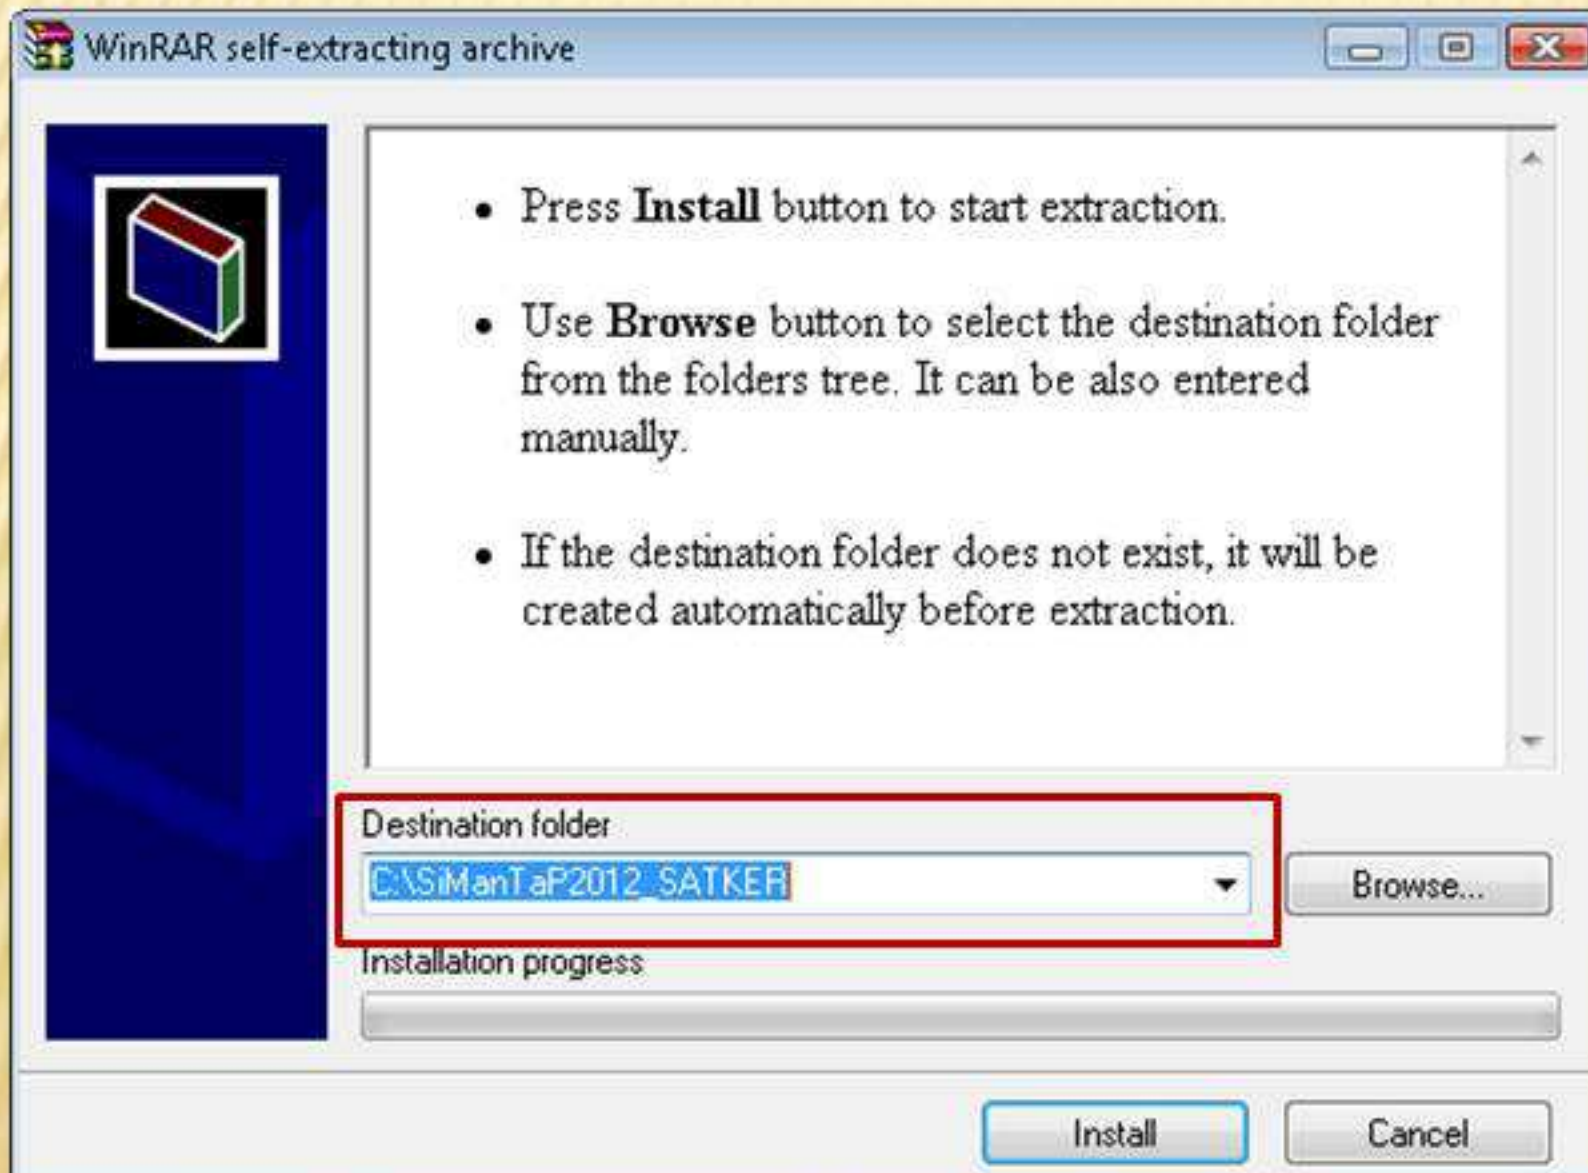 WinRAR self-extracting archive
• Press Install button to start extraction.
• Use Browse button to select the destination folder
from the folders tree. It can be also entered
manually.
• If the destination folder does not exist, it will be
created automatically before extraction.
Destination folder
C:\SiManTaP2012_SATKER
Browse...
Installation progress
Install
Cancel